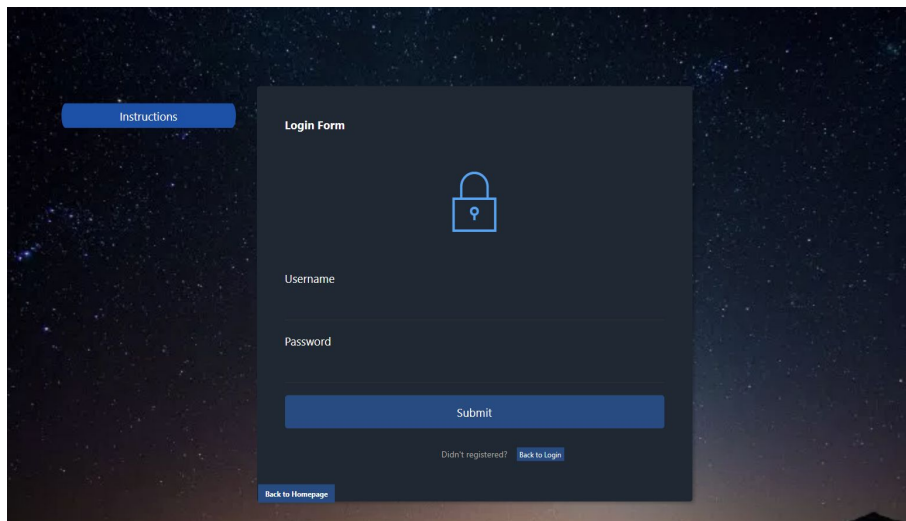 Instructions
Login Form
Username
Password
Submit
Didn't registered? Back to Login
Back to Homepage